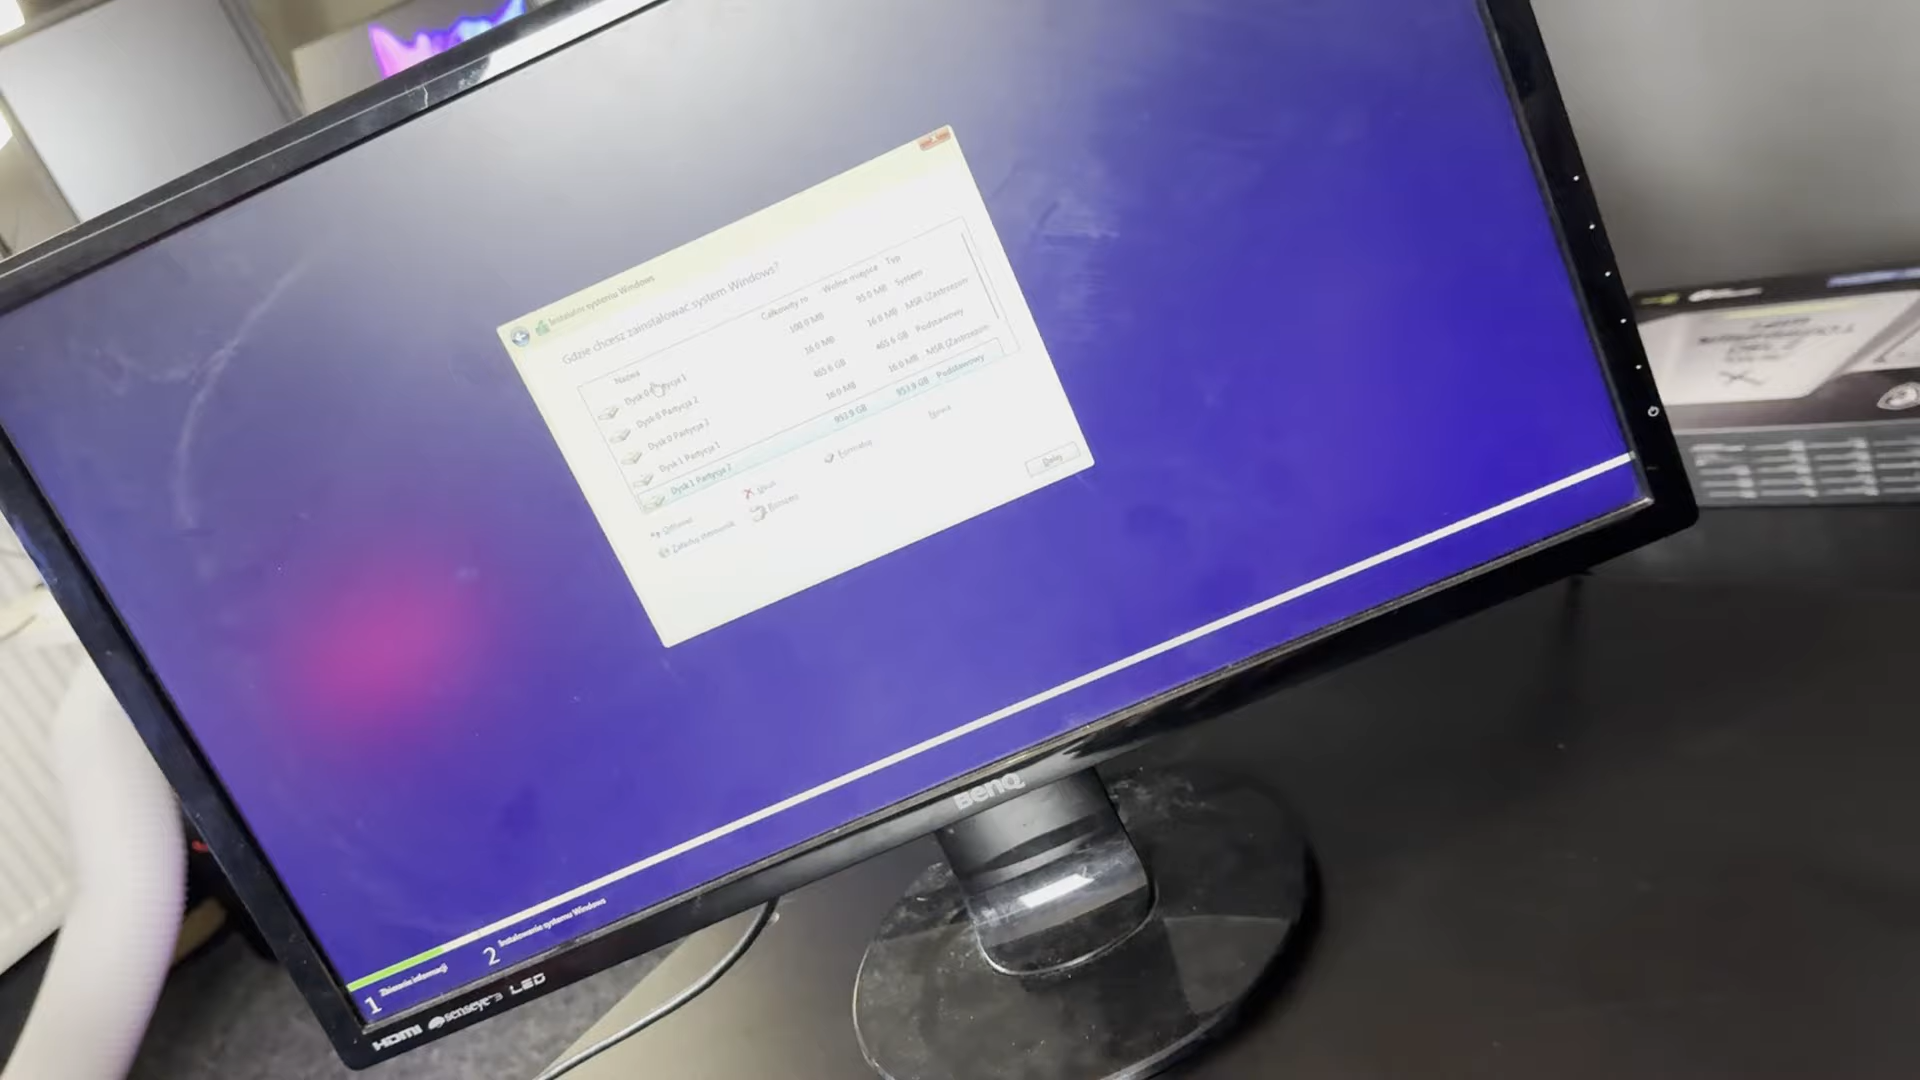 Instalator systemu Windows
Gdzie chcesz zainstalować system Windows?
Nazwa Całkowity ro Wolne miejsce Typ
Dysk 0 Partycja 1 100.0 MB 95.0 MB System
Dysk 0 Partycja 2 16.0 MB 16.0 MB MSR (Zastrzeżon
Dysk 0 Partycja 3 465.6 GB 465.6 GB Podstawowy
Dysk 1 Partycja 1 16.0 MB 16.0 MB MSR (Zastrzeżon
Dysk 1 Partycja 2 953.9 GB 953.9 GB Podstawowy
Odśwież Usuń Formatuj Nowa
Załaduj sterownik Rozszerz
Dalej
1 Zbieranie informacji 2 Instalowanie systemu Windows
BenQ
HDMI senseye 3 LED